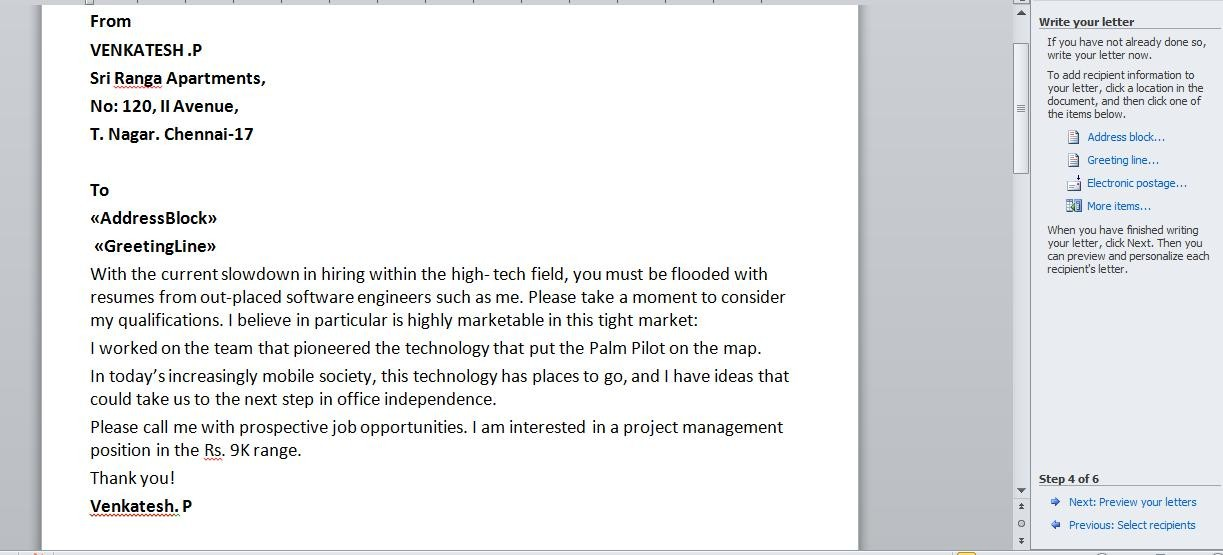 From
VENKATESH .P
Sri Ranga Apartments,
No: 120, II Avenue,
T. Nagar. Chennai-17
To
«AddressBlock»
«GreetingLine»
With the current slowdown in hiring within the high- tech field, you must be flooded with
resumes from out-placed software engineers such as me. Please take a moment to consider
my qualifications. I believe in particular is highly marketable in this tight market:
I worked on the team that pioneered the technology that put the Palm Pilot on the map.
In today’s increasingly mobile society, this technology has places to go, and I have ideas that
could take us to the next step in office independence.
Please call me with prospective job opportunities. I am interested in a project management
position in the Rs. 9K range.
Thank you!
Venkatesh. P
Write your letter
If you have not already done so,
write your letter now.
To add recipient information to
your letter, click a location in the
document, and then click one of
the items below.
Address block...
Greeting line...
Electronic postage...
More items...
When you have finished writing
your letter, click Next. Then you
can preview and personalize each
recipient's letter.
Step 4 of 6
Next: Preview your letters
Previous: Select recipients